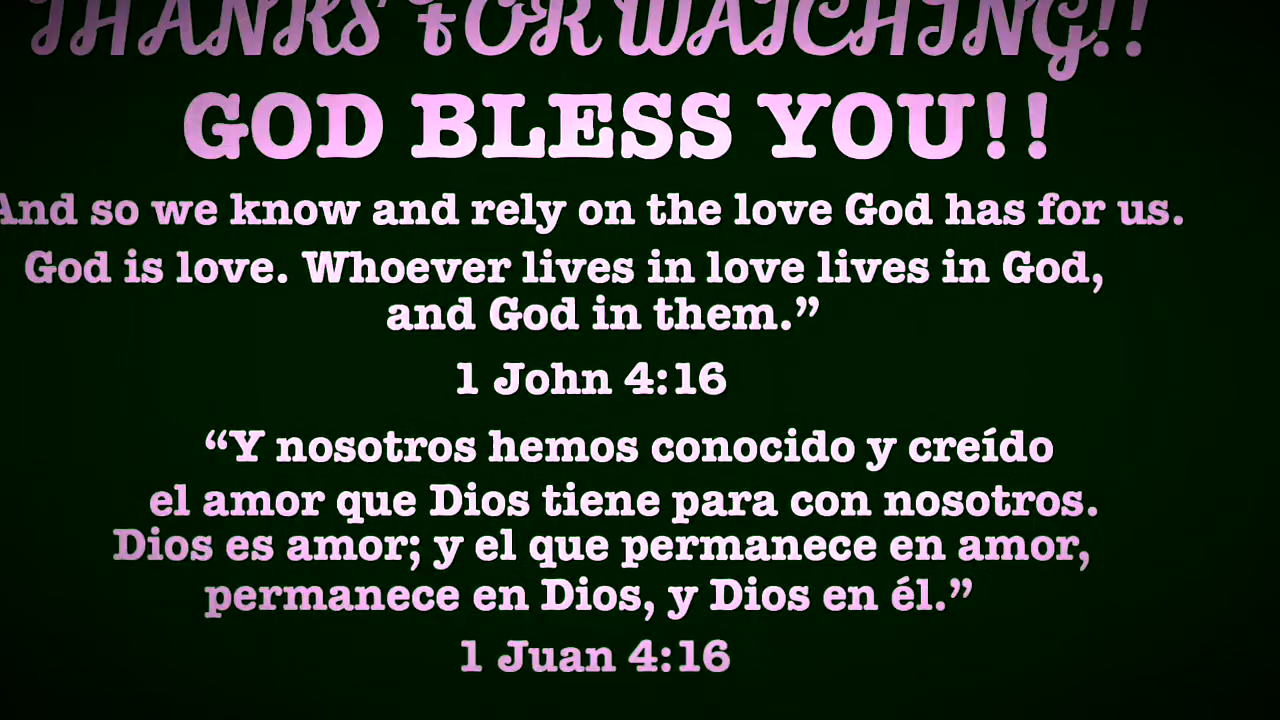 THANKS FOR WATCHING!!
GOD BLESS YOU!!
And so we know and rely on the love God has for us.
God is love. Whoever lives in love lives in God,
and God in them.”
1 John 4:16
“Y nosotros hemos conocido y creído
el amor que Dios tiene para con nosotros.
Dios es amor; y el que permanece en amor,
permanece en Dios, y Dios en él.”
1 Juan 4:16